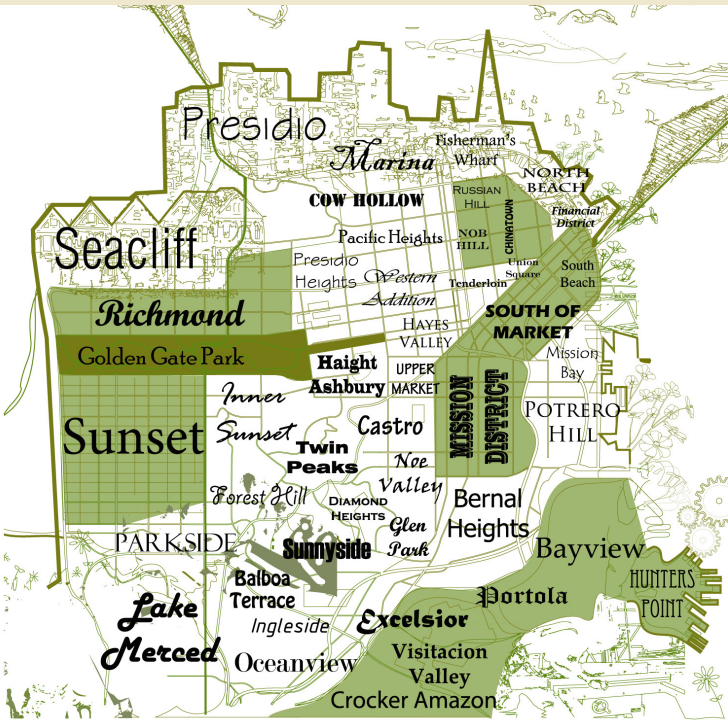 Presidio
Marina
Fisherman's
Wharf
NORTH
BEACH
COW HOLLOW
RUSSIAN
HILL
CHINATOWN
Financial
District
Seacliff
Pacific Heights
NOB
HILL
Presidio
Heights
Western
Addition
Union
Square
Tenderloin
South
Beach
Richmond
HAYES
VALLEY
SOUTH OF
MARKET
Golden Gate Park
Haight
Ashbury
UPPER
MARKET
MISSION
DISTRICT
Mission
Bay
Inner
Sunset
Sunset
Castro
POTRERO
HILL
Twin
Peaks
Noe
Valley
Forest Hill
DIAMOND
HEIGHTS
Bernal
Heights
Glen
Park
PARKSIDE
Sunnyside
Bayview
HUNTERS
POINT
Balboa
Terrace
Portola
Lake
Merced
Ingleside
Excelsior
Oceanview
Visitacion
Valley
Crocker Amazon